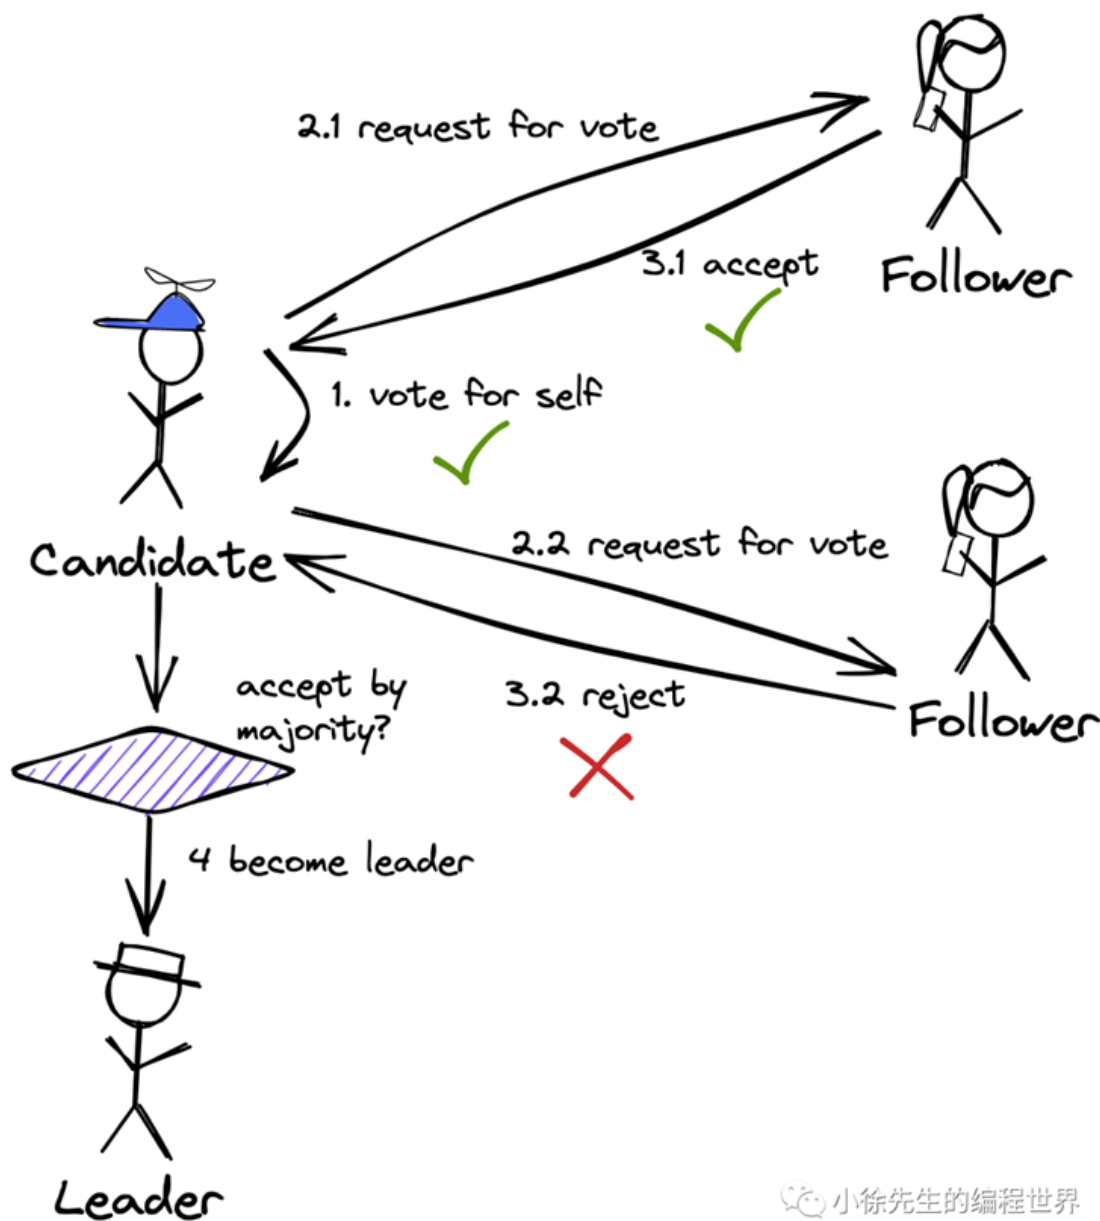 2.1 request for vote
3.1 accept
Follower
1. vote for self
Candidate
2.2 request for vote
3.2 reject
Follower
accept by
majority?
4 become leader
Leader
小徐先生的编程世界